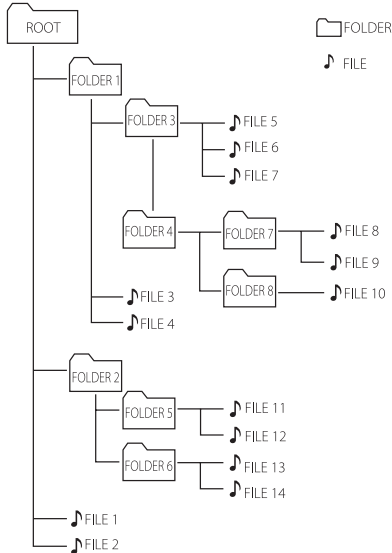 ROOT
FOLDER
FILE
FOLDER 1
FOLDER 3
FILE 5
FILE 6
FILE 7
FOLDER 4
FOLDER 7
FILE 8
FILE 9
FOLDER 8
FILE 10
FILE 3
FILE 4
FOLDER 2
FOLDER 5
FILE 11
FILE 12
FOLDER 6
FILE 13
FILE 14
FILE 1
FILE 2